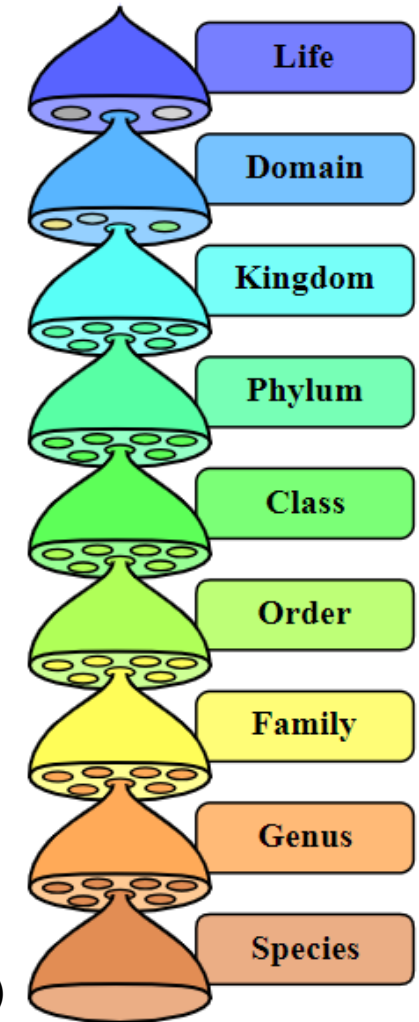 Life
Domain
Kingdom
Phylum
Class
Order
Family
Genus
Species
)